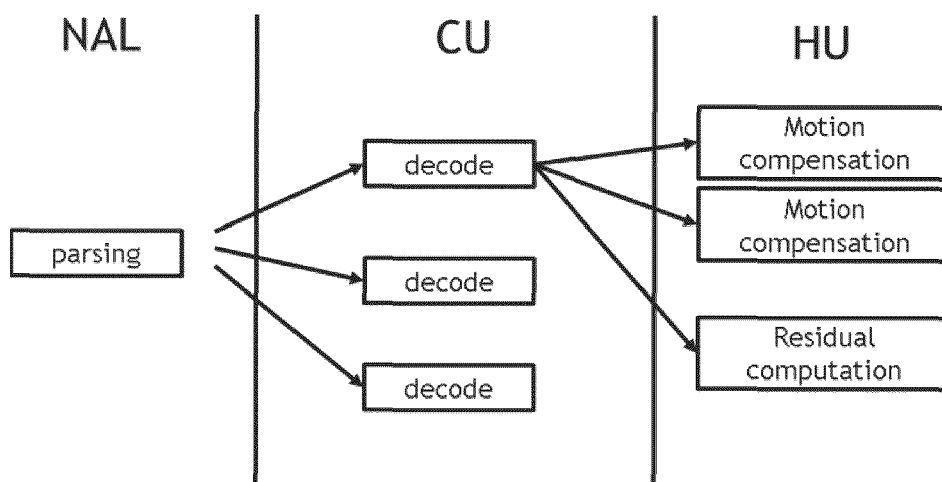 NAL
CU
HU
parsing
decode
decode
decode
Motion
compensation
Motion
compensation
Residual
computation